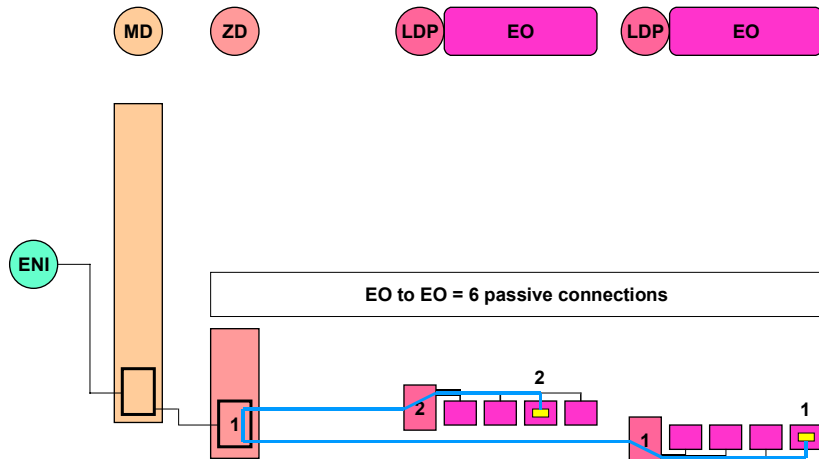 MD ZD LDP EO LDP EO
ENI
EO to EO = 6 passive connections
2
2
1
1
1